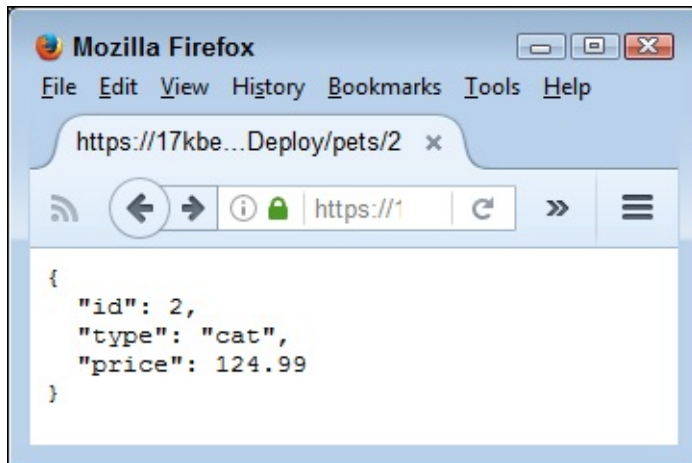 Mozilla Firefox
File Edit View History Bookmarks Tools Help
https://17kbe...Deploy/pets/2
https://1
{
"id": 2,
"type": "cat",
"price": 124.99
}